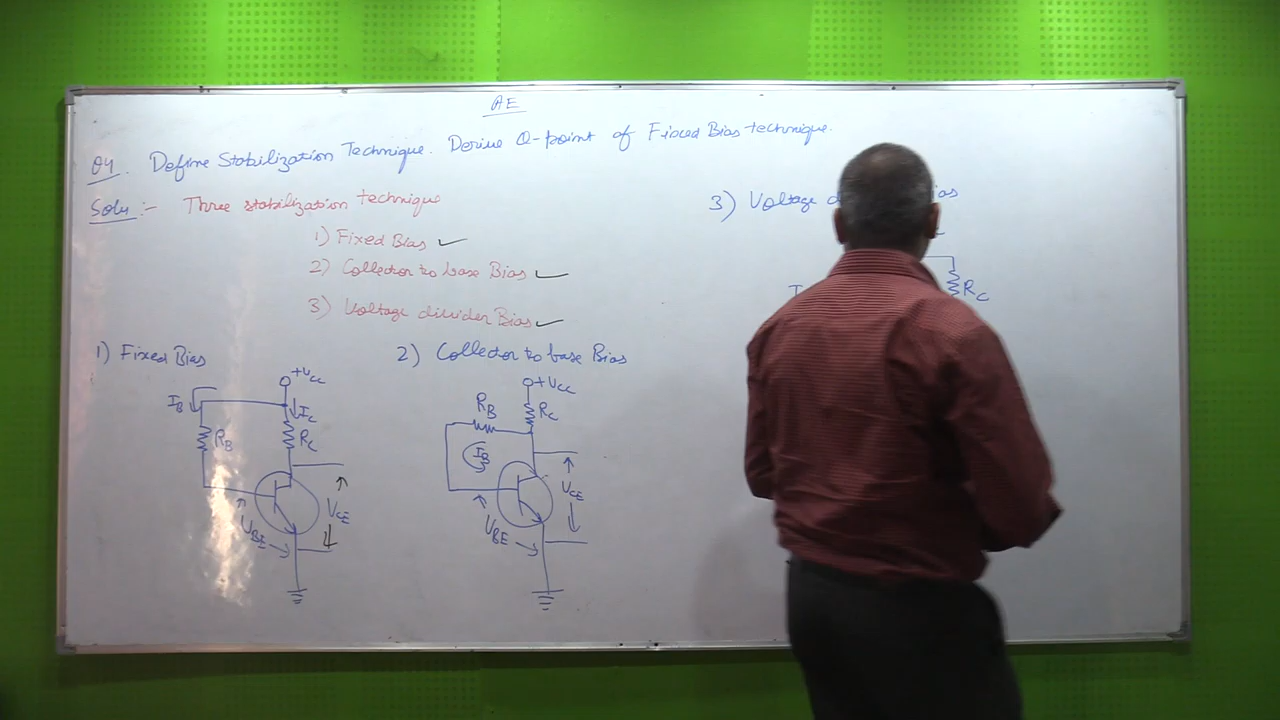 AE
Q4. Define Stabilization Technique. Derive Q-point of Fixed Bias technique.
Soln :- Three stabilization technique
1) Fixed Bias ✓
2) Collector to base Bias ✓
3) Voltage divider Bias ✓
1) Fixed Bias
+VCC
IB
IC
RB
RC
VCE
VBE
2) Collector to base Bias
+VCC
RB
RC
IB
VCE
VBE
3) Voltage
RC